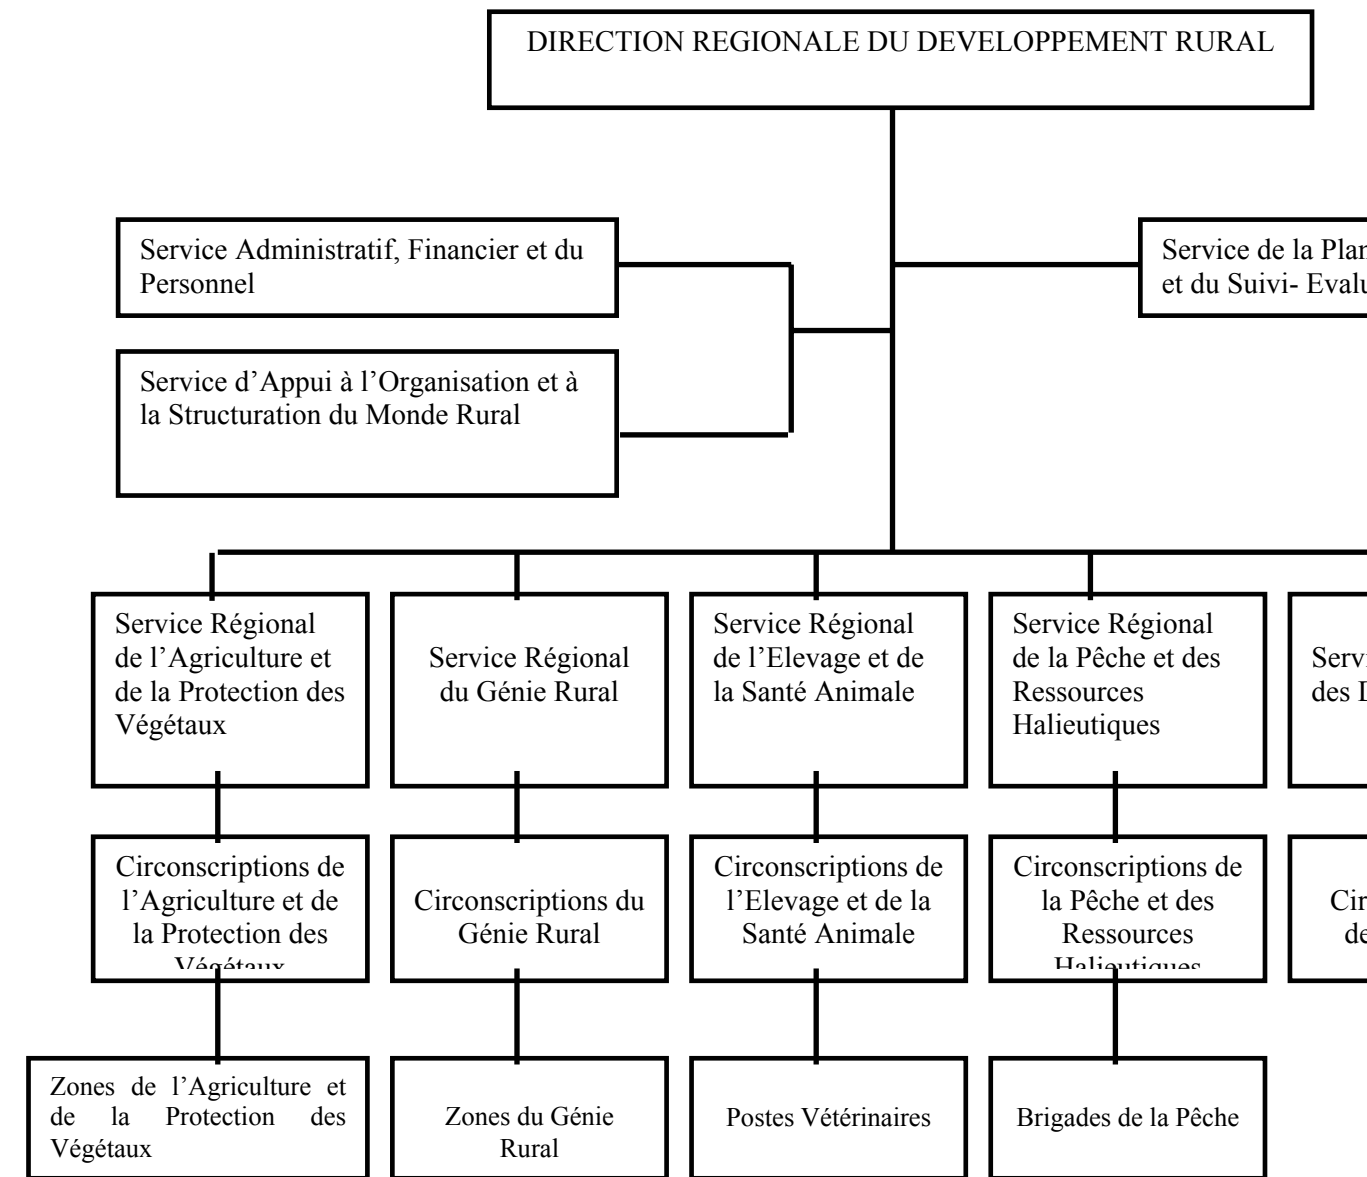 DIRECTION REGIONALE DU DEVELOPPEMENT RURAL
Service Administratif, Financier et du
Personnel
Service de la
et du Suivi-
Service d’Appui à l’Organisation et à
la Structuration du Monde Rural
Service Régional
de l’Agriculture et
de la Protection des
Végétaux
Service Régional
du Génie Rural
Service Régional
de l’Elevage et de
la Santé Animale
Service Régional
de la Pêche et des
Ressources
Halieutiques
des
Circonscriptions de
l’Agriculture et de
la Protection des
Végétaux
Circonscriptions du
Génie Rural
Circonscriptions de
l’Elevage et de la
Santé Animale
Circonscriptions de
la Pêche et des
Ressources
Halieutiques
Zones de l’Agriculture et
de la Protection des
Végétaux
Zones du Génie
Rural
Postes Vétérinaires
Brigades de la Pêche